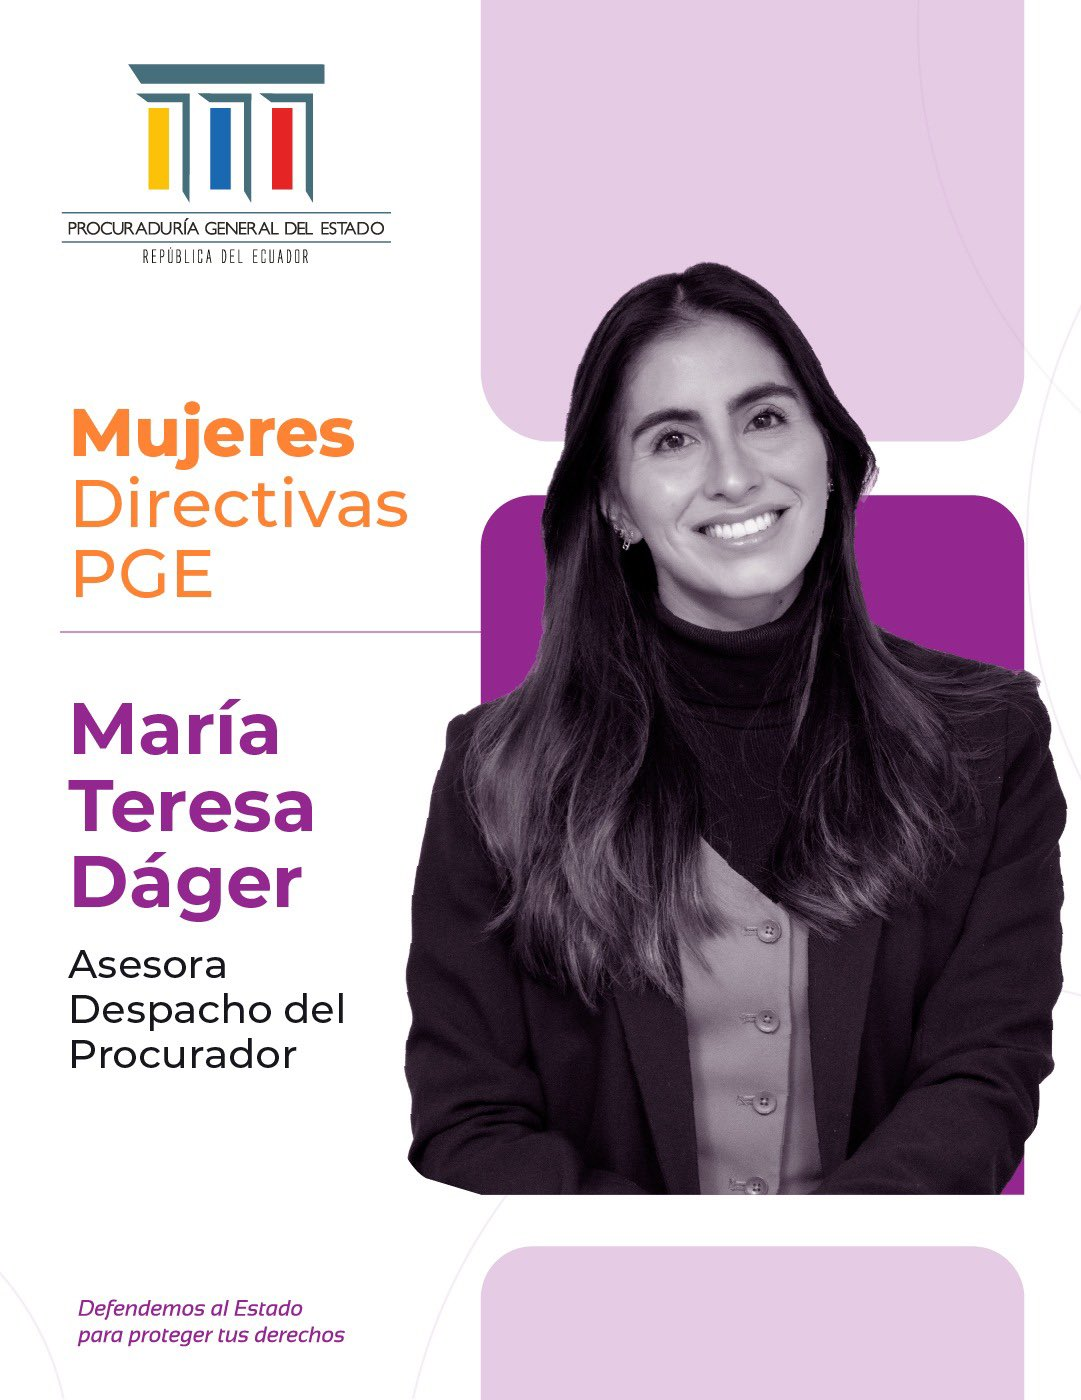 PROCURADURÍA GENERAL DEL ESTADO
REPÚBLICA DEL ECUADOR
Mujeres
Directivas
PGE
María
Teresa
Dáger
Asesora
Despacho del
Procurador
Defendemos al Estado
para proteger tus derechos